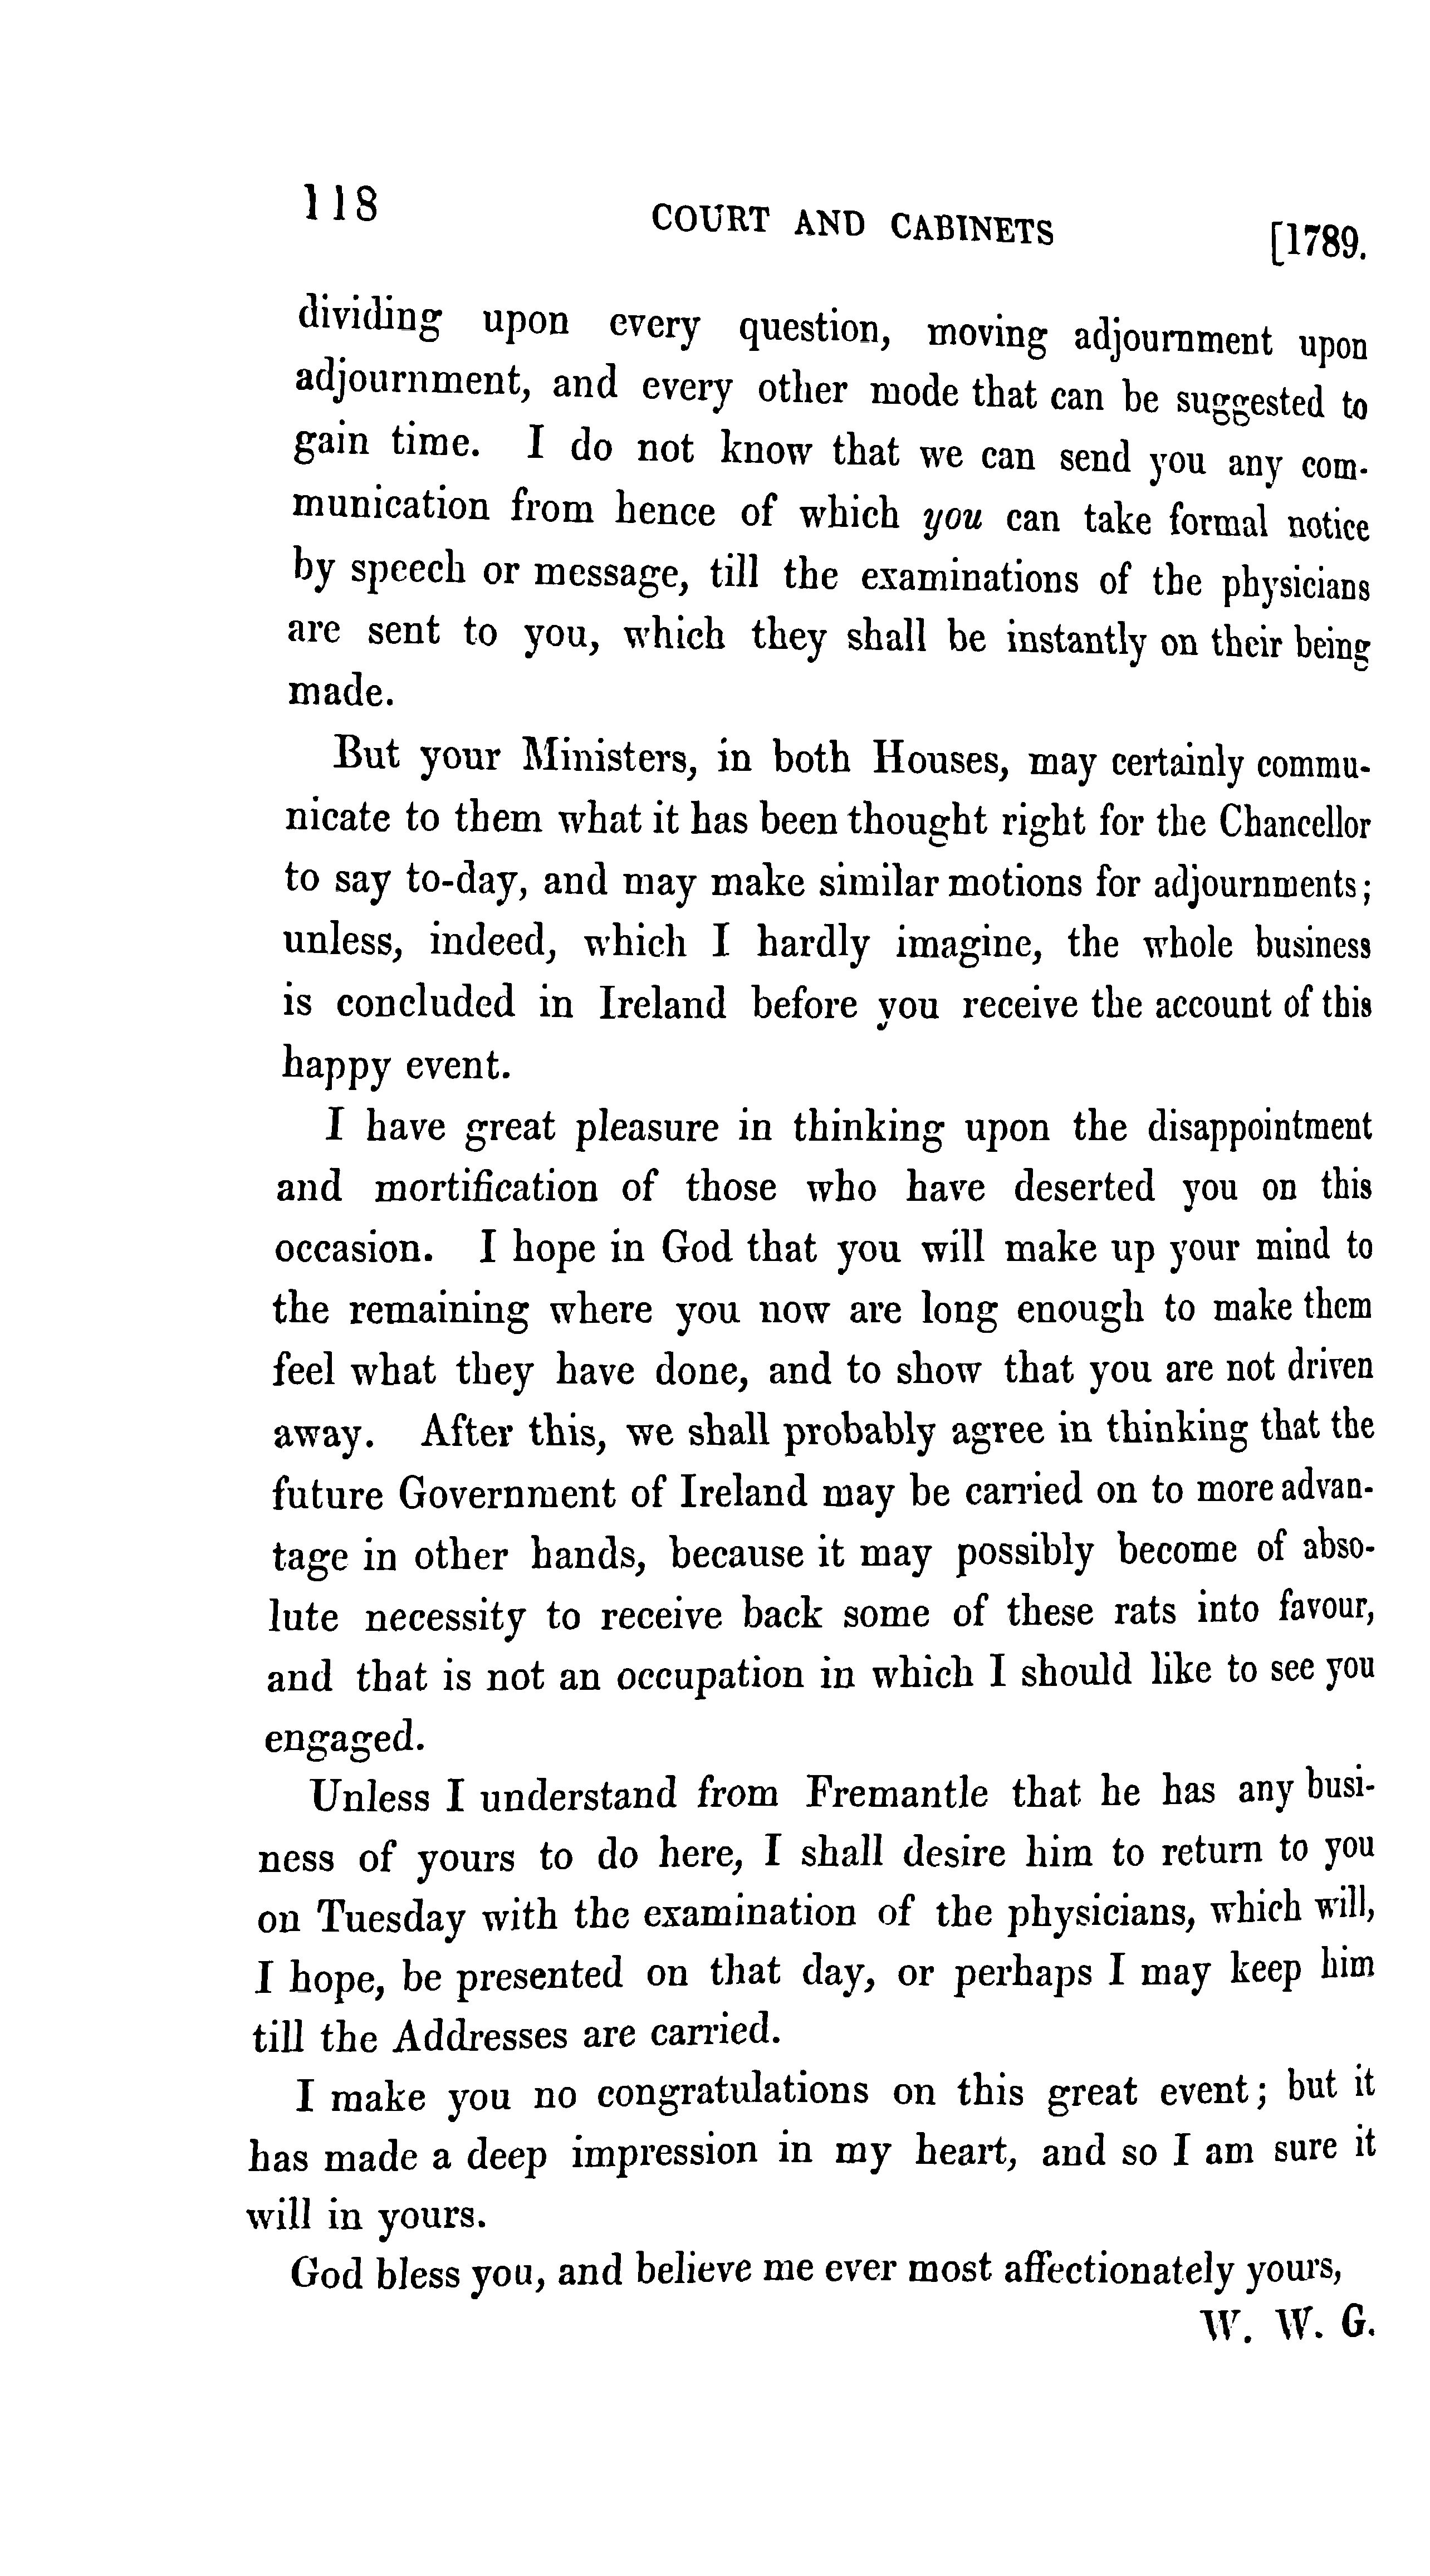 118 COURT AND CABINETS [1789.
dividing upon every question, moving adjournment upon
adjournment, and every other mode that can be suggested to
gain time. I do not know that we can send you any com-
munication from hence of which you can take formal notice
by speech or message, till the examinations of the physicians
are sent to you, which they shall be instantly on their being
made.
But your Ministers, in both Houses, may certainly commu-
nicate to them what it has been thought right for the Chancellor
to say to-day, and may make similar motions for adjournments;
unless, indeed, which I hardly imagine, the whole business
is concluded in Ireland before you receive the account of this
happy event.
I have great pleasure in thinking upon the disappointment
and mortification of those who have deserted you on this
occasion. I hope in God that you will make up your mind to
the remaining where you now are long enough to make them
feel what they have done, and to show that you are not driven
away. After this, we shall probably agree in thinking that the
future Government of Ireland may be carried on to more advan-
tage in other hands, because it may possibly become of abso-
lute necessity to receive back some of these rats into favour,
and that is not an occupation in which I should like to see you
engaged.
Unless I understand from Fremantle that he has any busi-
ness of yours to do here, I shall desire him to return to you
on Tuesday with the examination of the physicians, which will,
I hope, be presented on that day, or perhaps I may keep him
till the Addresses are carried.
I make you no congratulations on this great event; but it
has made a deep impression in my heart, and so I am sure it
will in yours.
God bless you, and believe me ever most affectionately yours,
W. W. G.